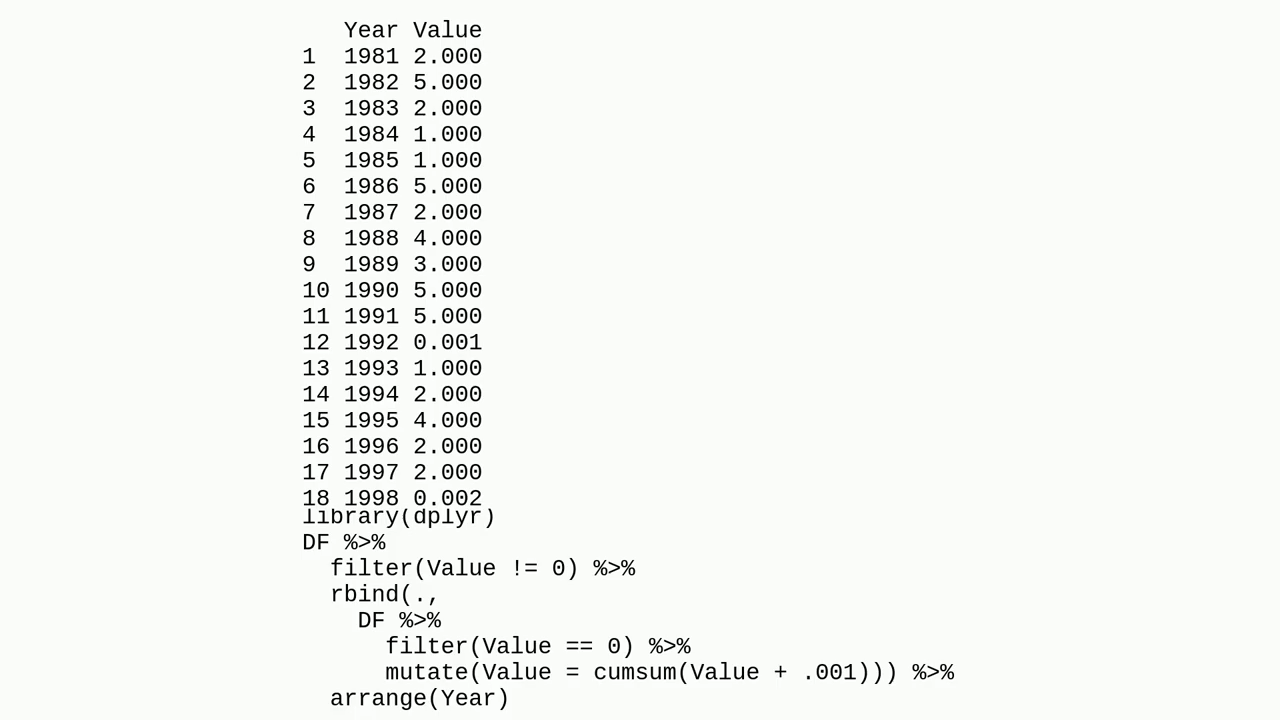 Year Value
1  1981 2.000
2  1982 5.000
3  1983 2.000
4  1984 1.000
5  1985 1.000
6  1986 5.000
7  1987 2.000
8  1988 4.000
9  1989 3.000
10 1990 5.000
11 1991 5.000
12 1992 0.001
13 1993 1.000
14 1994 2.000
15 1995 4.000
16 1996 2.000
17 1997 2.000
18 1998 0.002
library(dplyr)
DF %>%
  filter(Value != 0) %>%
  rbind(.,
    DF %>%
      filter(Value == 0) %>%
      mutate(Value = cumsum(Value + .001))) %>%
  arrange(Year)